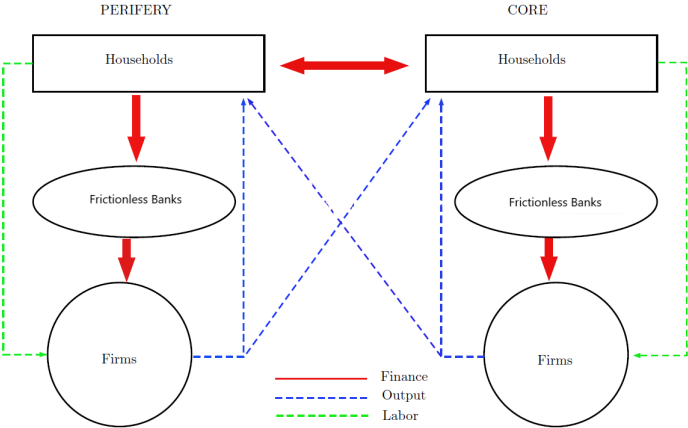 PERIFERY
CORE
Households
Households
Frictionless Banks
Frictionless Banks
Firms
Firms
Finance
Output
Labor